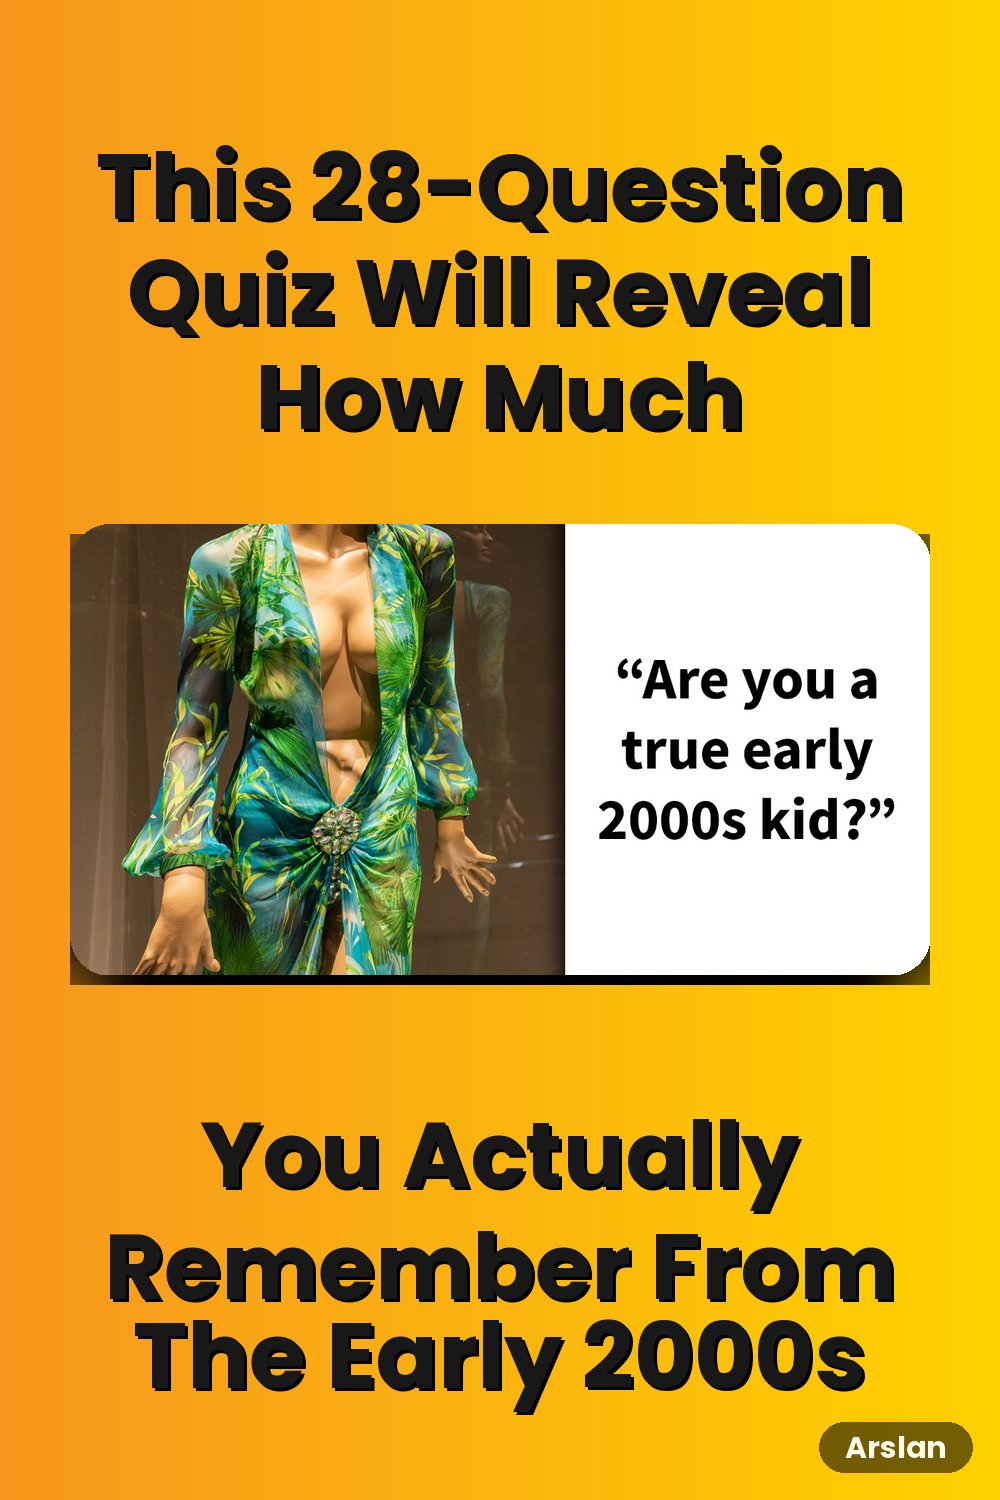 This 28-Question
Quiz Will Reveal
How Much
“Are you a
true early
2000s kid?”
You Actually
Remember From
The Early 2000s
Arslan